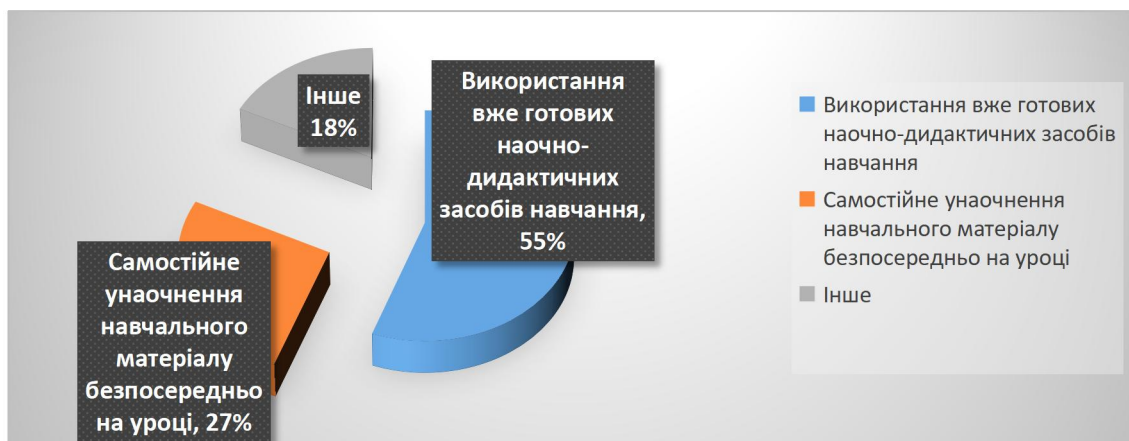 Інше
18%
Використання
вже готових
наочно-
дидактичних
засобів навчання,
55%
Самостійне
унаочнення
навчального
матеріалу
безпосередньо
на уроці, 27%
Використання вже готових
наочно-дидактичних засобів
навчання
Самостійне унаочнення
навчального матеріалу
безпосередньо на уроці
Інше